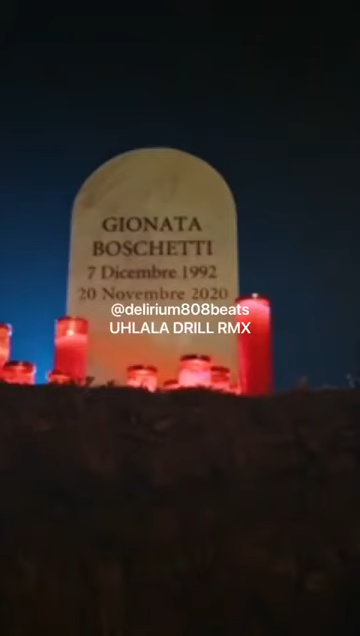 GIONATA
BOSCHETTI
7 Dicembre 1992
20 Novembre 2020
@delirium808beats
UHLALA DRILL RMX